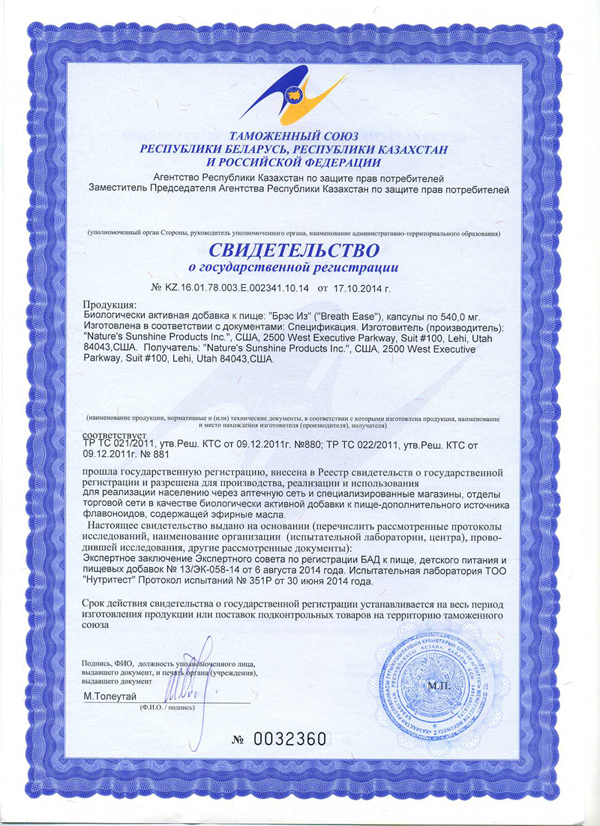 ТАМОЖЕННЫЙ СОЮЗ
РЕСПУБЛИКИ БЕЛАРУСЬ, РЕСПУБЛИКИ КАЗАХСТАН
И РОССИЙСКОЙ ФЕДЕРАЦИИ
Агентство Республики Казахстан по защите прав потребителей
Заместитель Председателя Агентства Республики Казахстан по защите прав потребителей
(уполномоченный орган Стороны, руководитель уполномоченного органа, наименование административно-территориального образования)
СВИДЕТЕЛЬСТВО
о государственной регистрации
№ KZ.16.01.78.003.E.002341.10.14 от 17.10.2014 г.
Продукция:
Биологически активная добавка к пище: "Брэс Из" ("Breath Ease"), капсулы по 540,0 мг.
Изготовлена в соответствии с документами: Спецификация. Изготовитель (производитель):
"Nature's Sunshine Products Inc.", США, 2500 West Executive Parkway, Suit #100, Lehi, Utah
84043,США. Получатель: "Nature's Sunshine Products Inc.", США, 2500 West Executive
Parkway, Suit #100, Lehi, Utah 84043,США.
(наименование продукции, нормативные и (или) технические документы, в соответствии с которыми изготовлена продукция, наименование
и место нахождения изготовителя (производителя), получателя)
соответствует
ТР ТС 021/2011, утв.Реш. КТС от 09.12.2011г. №880; ТР ТС 022/2011, утв.Реш. КТС от
09.12.2011г. № 881
прошла государственную регистрацию, внесена в Реестр свидетельств о государственной
регистрации и разрешена для производства, реализации и использования
для реализации населению через аптечную сеть и специализированные магазины, отделы
торговой сети в качестве биологически активной добавки к пище-дополнительного источника
флавоноидов, содержащей эфирные масла.
Настоящее свидетельство выдано на основании (перечислить рассмотренные протоколы
исследований, наименование организации (испытательной лаборатории, центра), прово-
дившей исследования, другие рассмотренные документы):
Экспертное заключение Экспертного совета по регистрации БАД к пище, детского питания и
пищевых добавок № 13/ЭК-058-14 от 6 августа 2014 года. Испытательная лаборатория ТОО
"Нутритест" Протокол испытаний № 351Р от 30 июня 2014 года.
Срок действия свидетельства о государственной регистрации устанавливается на весь период
изготовления продукции или поставок подконтрольных товаров на территорию таможенного
союза
Подпись, ФИО, должность уполномоченного лица,
выдавшего документ, и печать органа (учреждения),
выдавшего документ
М.Толеутай
(Ф.И.О. / подпись)
М.П.
№ 0032360